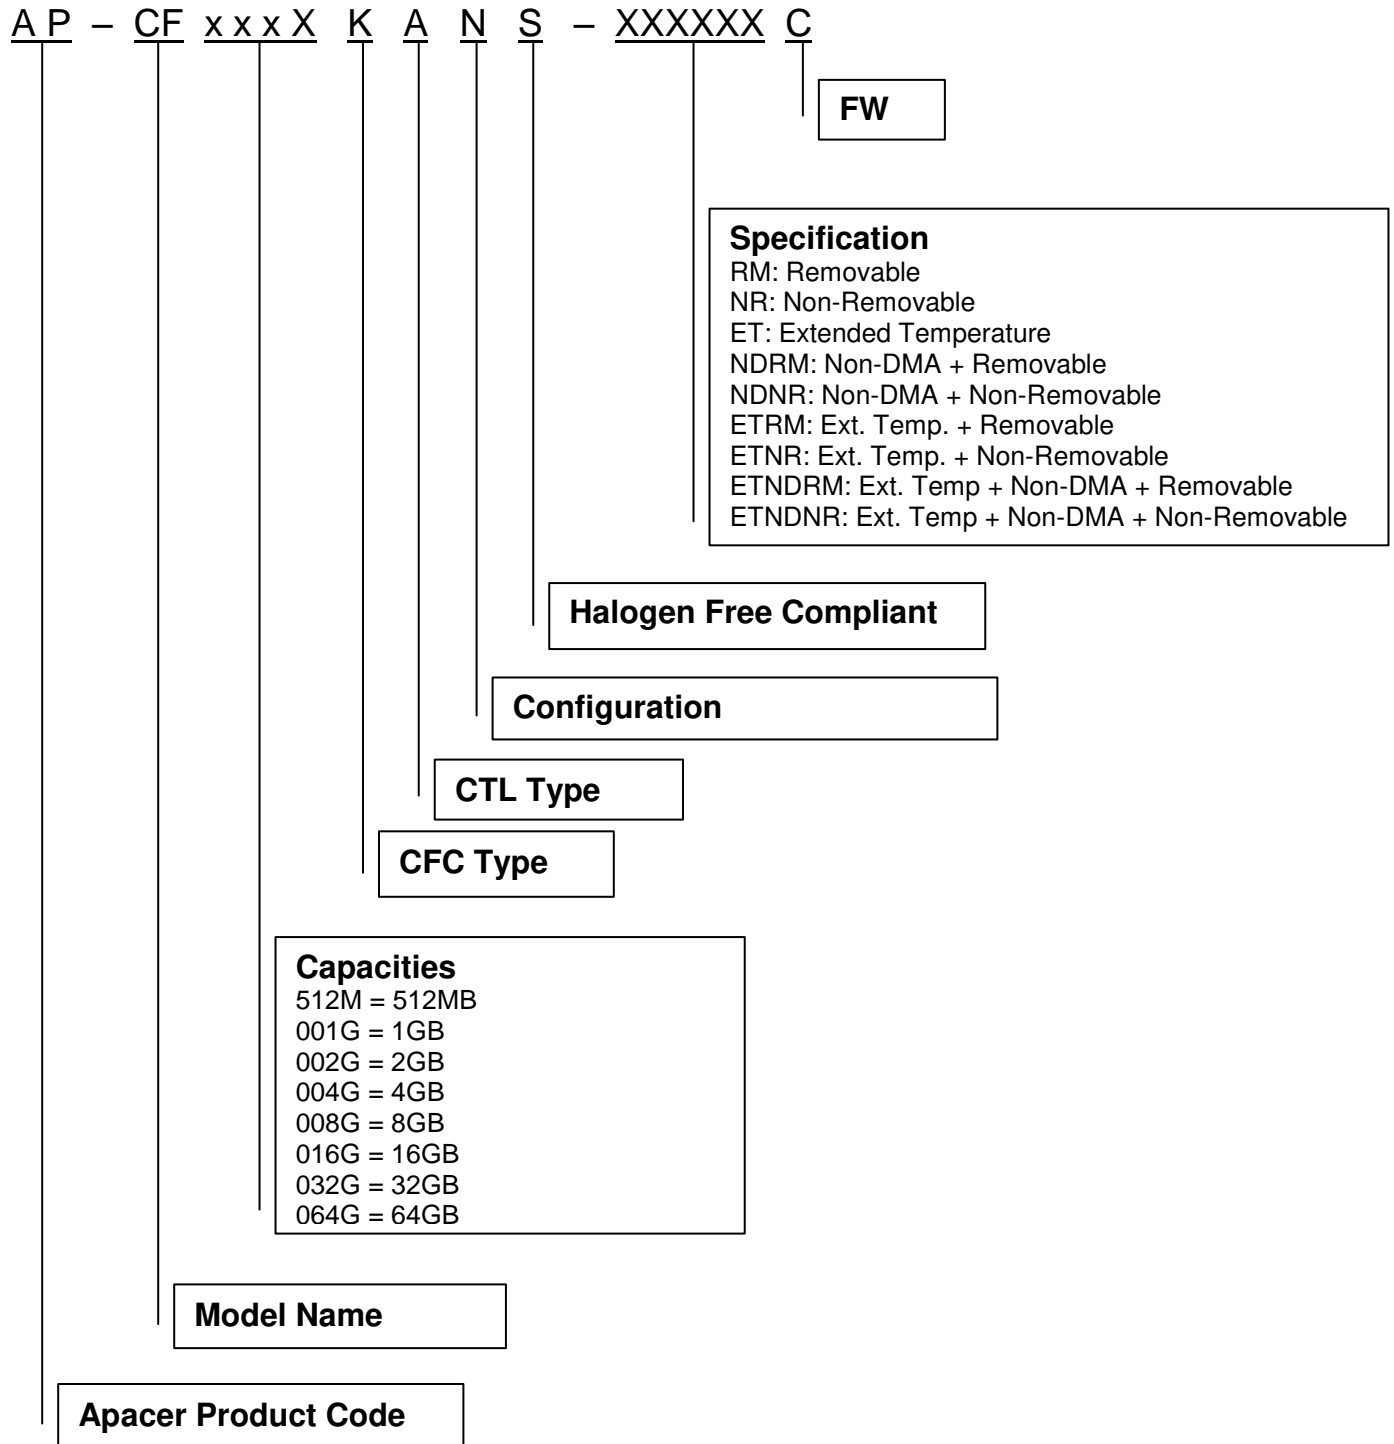 A P – CF x x x X K A N S – XXXXXX C
FW
Specification
RM: Removable
NR: Non-Removable
ET: Extended Temperature
NDRM: Non-DMA + Removable
NDNR: Non-DMA + Non-Removable
ETRM: Ext. Temp. + Removable
ETNR: Ext. Temp. + Non-Removable
ETNDRM: Ext. Temp + Non-DMA + Removable
ETNDNR: Ext. Temp + Non-DMA + Non-Removable
Halogen Free Compliant
Configuration
CTL Type
CFC Type
Capacities
512M = 512MB
001G = 1GB
002G = 2GB
004G = 4GB
008G = 8GB
016G = 16GB
032G = 32GB
064G = 64GB
Model Name
Apacer Product Code